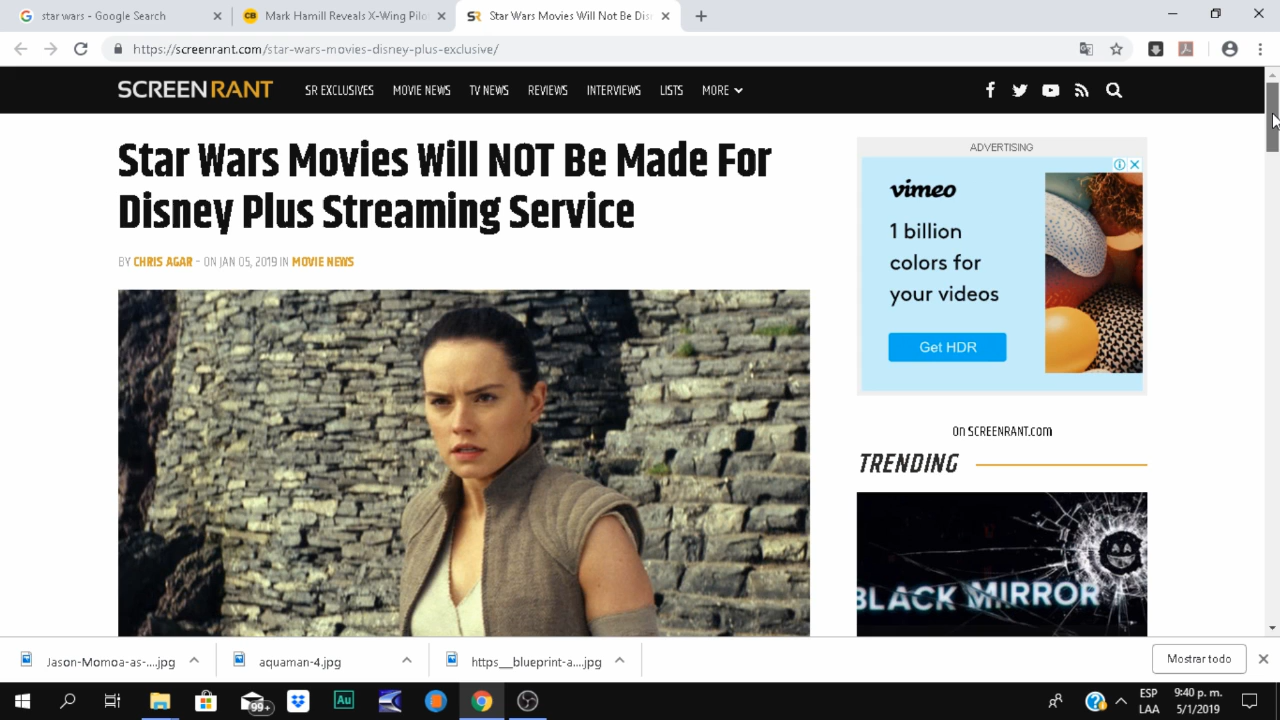 star wars - Google Search
Mark Hamill Reveals X-Wing Pilo
Star Wars Movies Will Not Be Dis
https://screenrant.com/star-wars-movies-disney-plus-exclusive/
SCREENRANT
SR EXCLUSIVES MOVIE NEWS TV NEWS REVIEWS INTERVIEWS LISTS MORE
Star Wars Movies Will NOT Be Made For
Disney Plus Streaming Service
BY CHRIS AGAR - ON JAN 05, 2019 IN MOVIE NEWS
ADVERTISING
vimeo
1 billion
colors for
your videos
Get HDR
on SCREENRANT.com
TRENDING
BLACK MIRROR
Jason-Momoa-as-....jpg
aquaman-4.jpg
https__blueprint-a....jpg
Mostrar todo
99+
Au
ESP
LAA
9:40 p. m.
5/1/2019